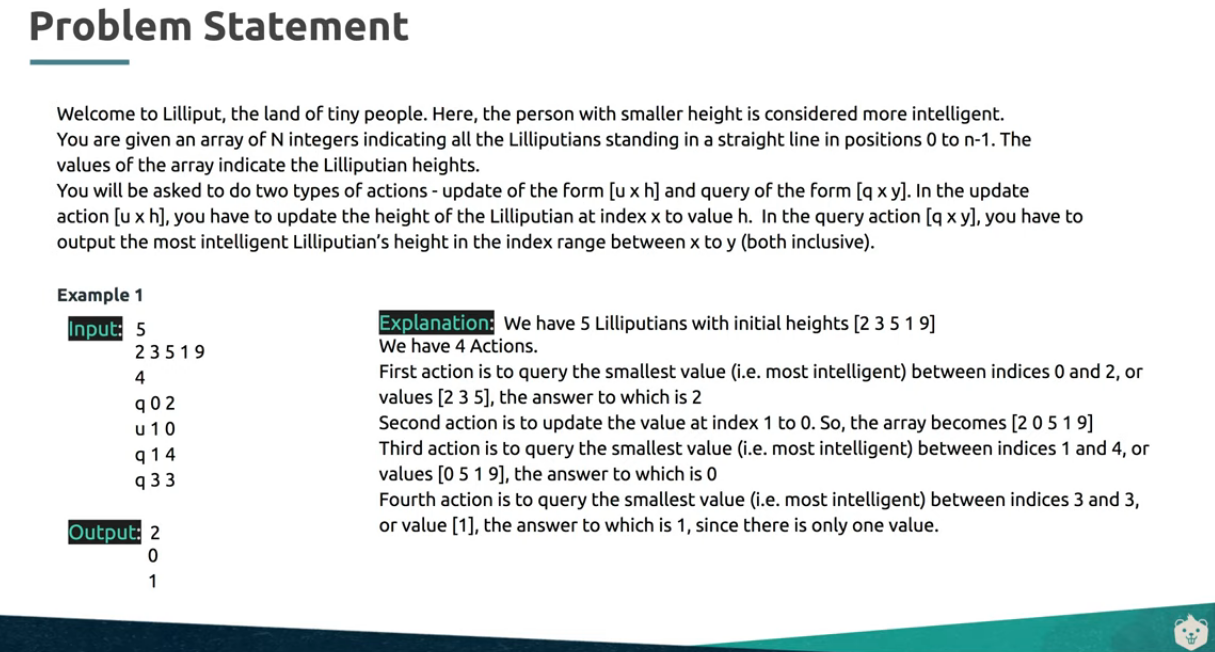 Problem Statement
Welcome to Lilliput, the land of tiny people. Here, the person with smaller height is considered more intelligent.
You are given an array of N integers indicating all the Lilliputians standing in a straight line in positions 0 to n-1. The
values of the array indicate the Lilliputian heights.
You will be asked to do two types of actions - update of the form [u x h] and query of the form [q x y]. In the update
action [u x h], you have to update the height of the Lilliputian at index x to value h.  In the query action [q x y], you have to
output the most intelligent Lilliputian's height in the index range between x to y (both inclusive).
Example 1
Input: 5
2 3 5 1 9
4
q 0 2
u 1 0
q 1 4
q 3 3
Output: 2
0
1
Explanation: We have 5 Lilliputians with initial heights [2 3 5 1 9]
We have 4 Actions.
First action is to query the smallest value (i.e. most intelligent) between indices 0 and 2, or
values [2 3 5], the answer to which is 2
Second action is to update the value at index 1 to 0. So, the array becomes [2 0 5 1 9]
Third action is to query the smallest value (i.e. most intelligent) between indices 1 and 4, or
values [0 5 1 9], the answer to which is 0
Fourth action is to query the smallest value (i.e. most intelligent) between indices 3 and 3,
or value [1], the answer to which is 1, since there is only one value.